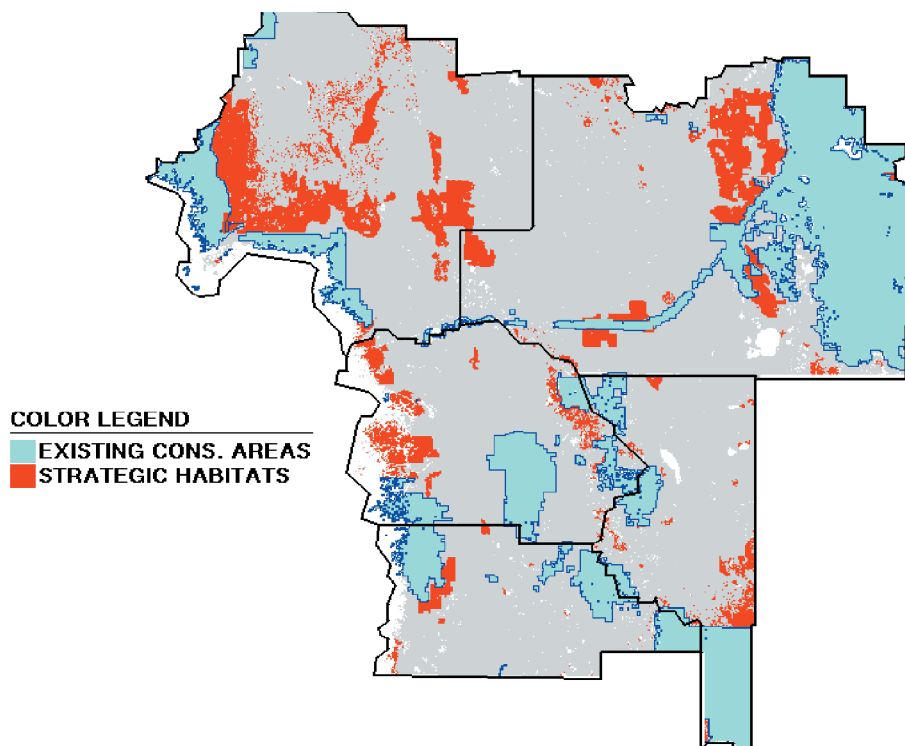 COLOR LEGEND
EXISTING CONS. AREAS
STRATEGIC HABITATS